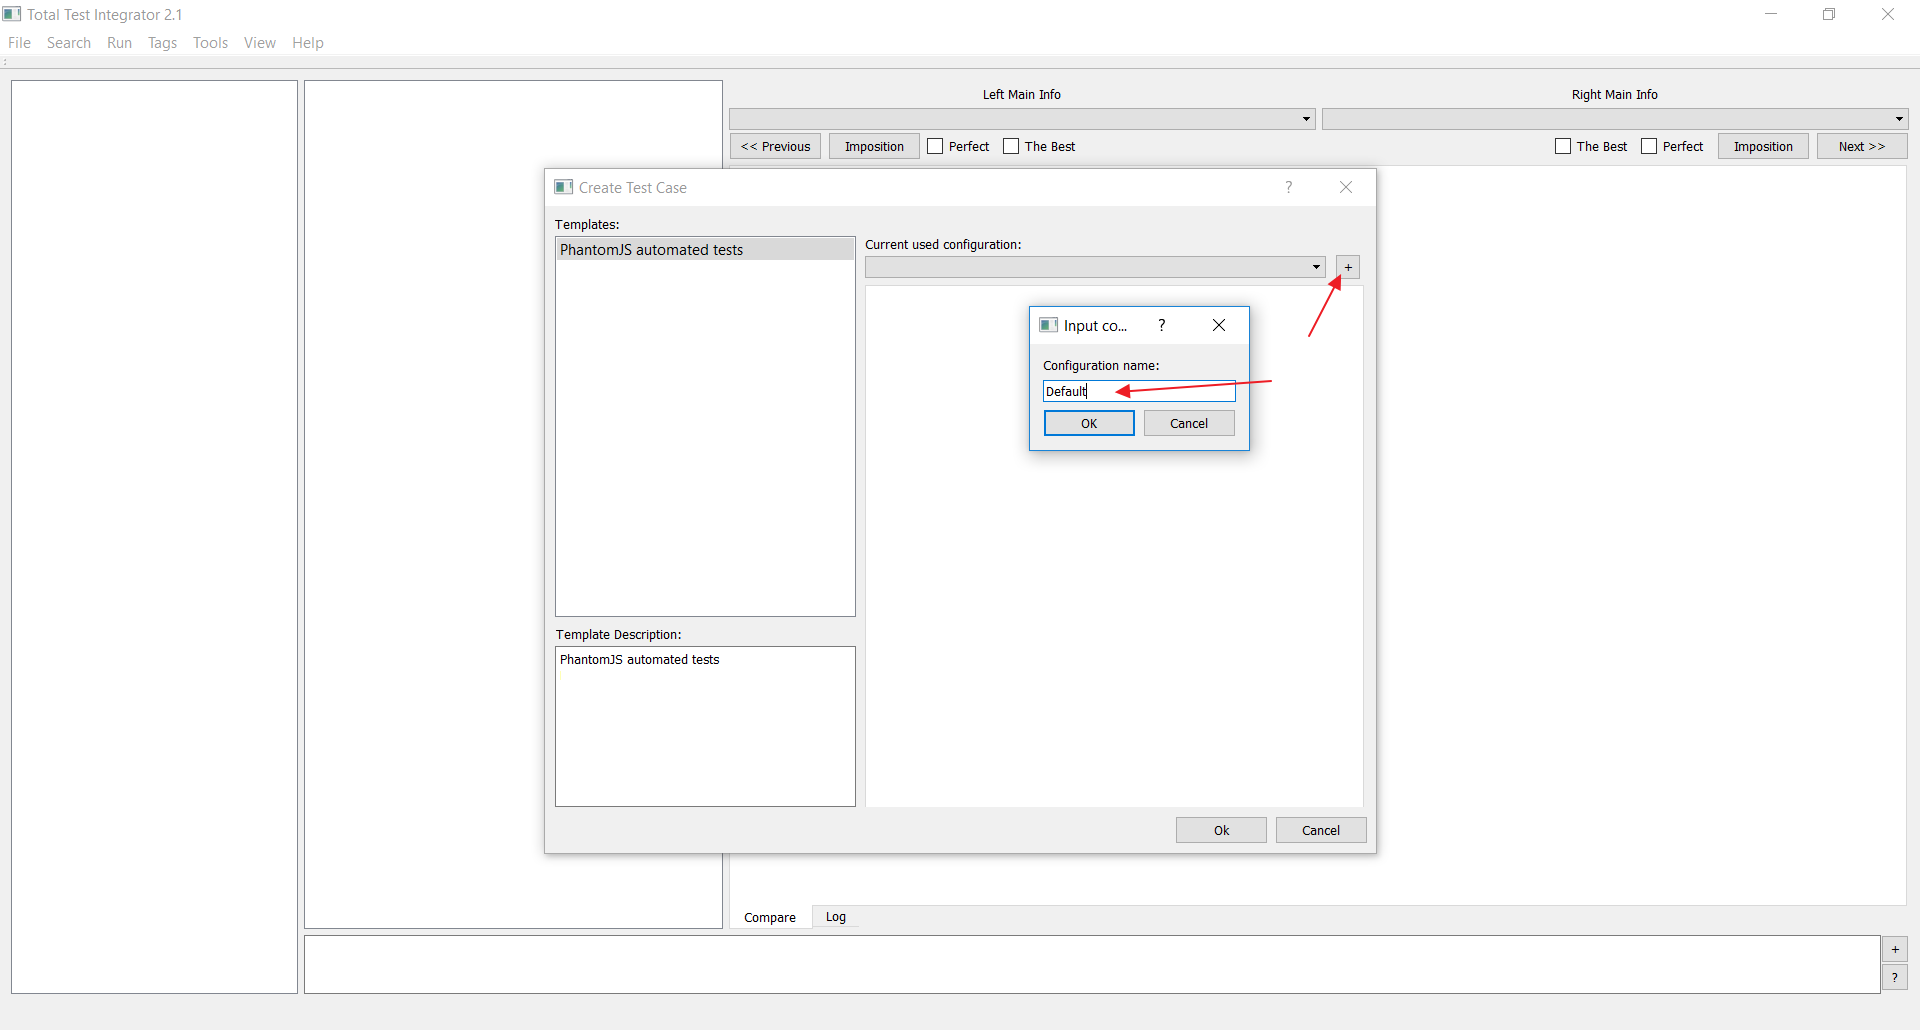 Total Test Integrator 2.1
File Search Run Tags Tools View Help
Left Main Info
Right Main Info
<< Previous Imposition Perfect The Best
The Best Perfect Imposition Next >>
Create Test Case ?
Templates:
PhantomJS automated tests
Current used configuration:
+
Input co... ?
Configuration name:
Default
OK Cancel
Template Description:
PhantomJS automated tests
Ok Cancel
Compare Log
+
?